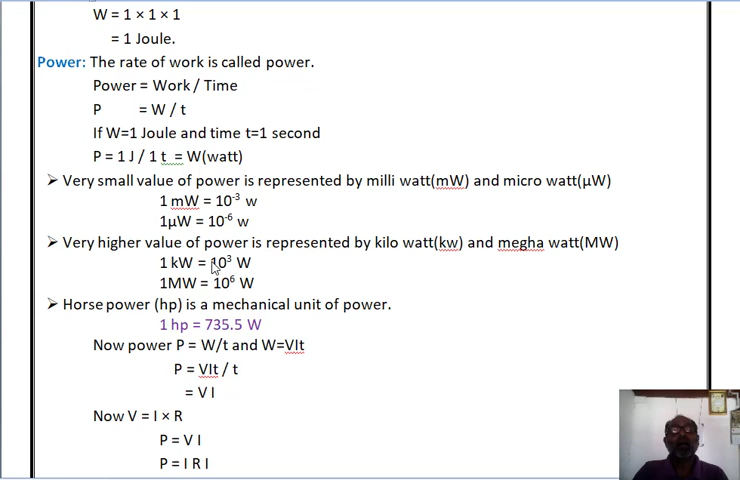 W = 1 × 1 × 1
= 1 Joule.
Power: The rate of work is called power.
Power = Work / Time
P = W / t
If W=1 Joule and time t=1 second
P = 1 J / 1 t = W(watt)
➢ Very small value of power is represented by milli watt(mW) and micro watt(μW)
1 mW = 10⁻³ w
1μW = 10⁻⁶ w
➢ Very higher value of power is represented by kilo watt(kw) and megha watt(MW)
1 kW = 10³ W
1MW = 10⁶ W
➢ Horse power (hp) is a mechanical unit of power.
1 hp = 735.5 W
Now power P = W/t and W=VIt
P = VIt / t
= V I
Now V = I × R
P = V I
P = I R I